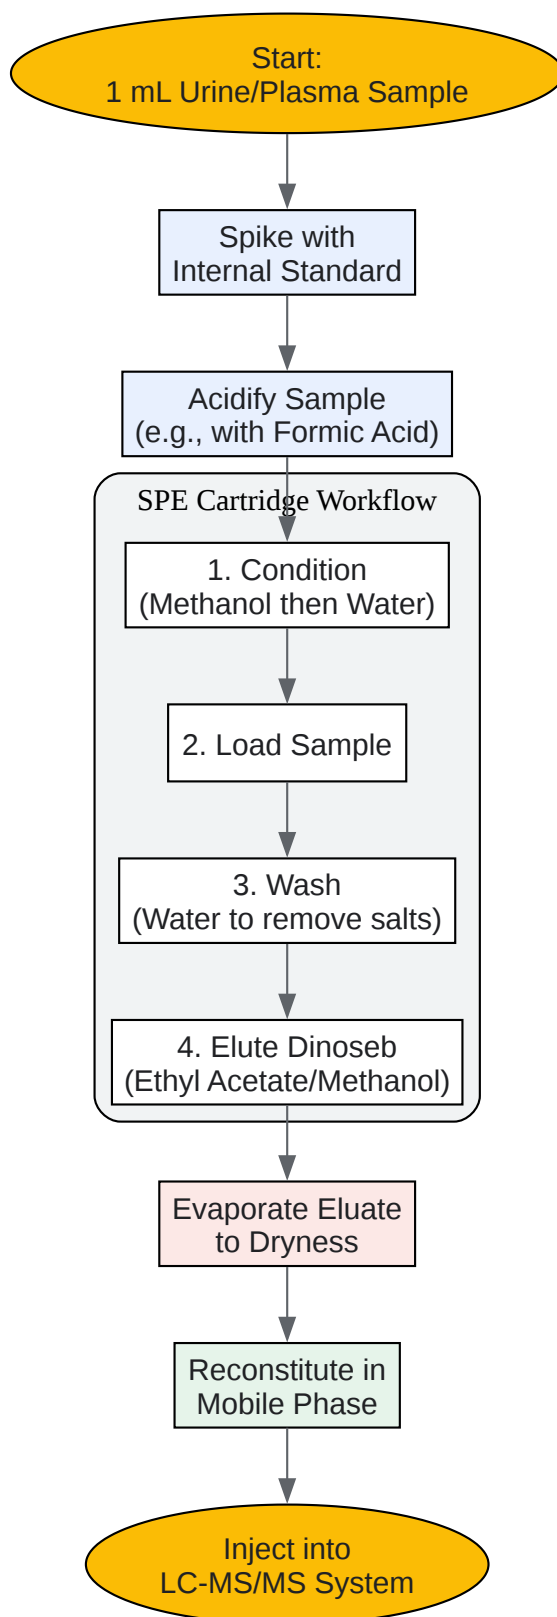 Start:
1 mL Urine/Plasma Sample
Spike with
Internal Standard
Acidify Sample
(e.g., with Formic Acid)
SPE Cartridge Workflow
1. Condition
(Methanol then Water)
2. Load Sample
3. Wash
(Water to remove salts)
4. Elute Dinoseb
(Ethyl Acetate/Methanol)
Evaporate Eluate
to Dryness
Reconstitute in
Mobile Phase
Inject into
LC-MS/MS System